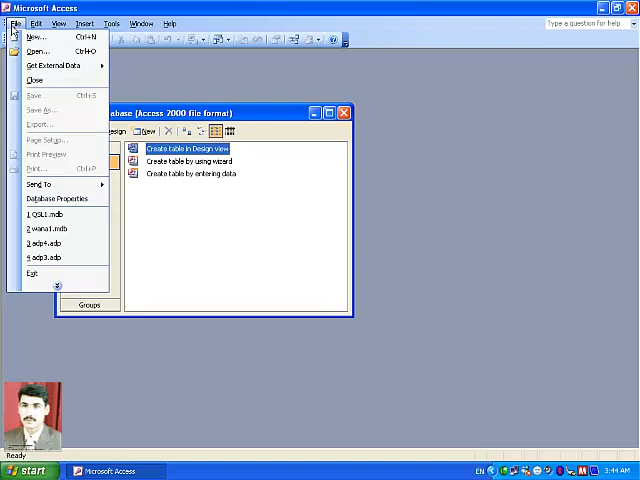 Microsoft Access
File Edit View Insert Tools Window Help
Type a question for help
New... Ctrl+N
Open... Ctrl+O
Get External Data
Close
Save Ctrl+S
Save As...
Export...
Page Setup...
Print Preview
Print... Ctrl+P
Send To
Database Properties
1 QSL1.mdb
2 wana1.mdb
3 adp4.adp
4 adp3.adp
Exit
base (Access 2000 file format)
esign New
Create table in Design view
Create table by using wizard
Create table by entering data
Groups
Ready
start Microsoft Access EN 3:44 AM